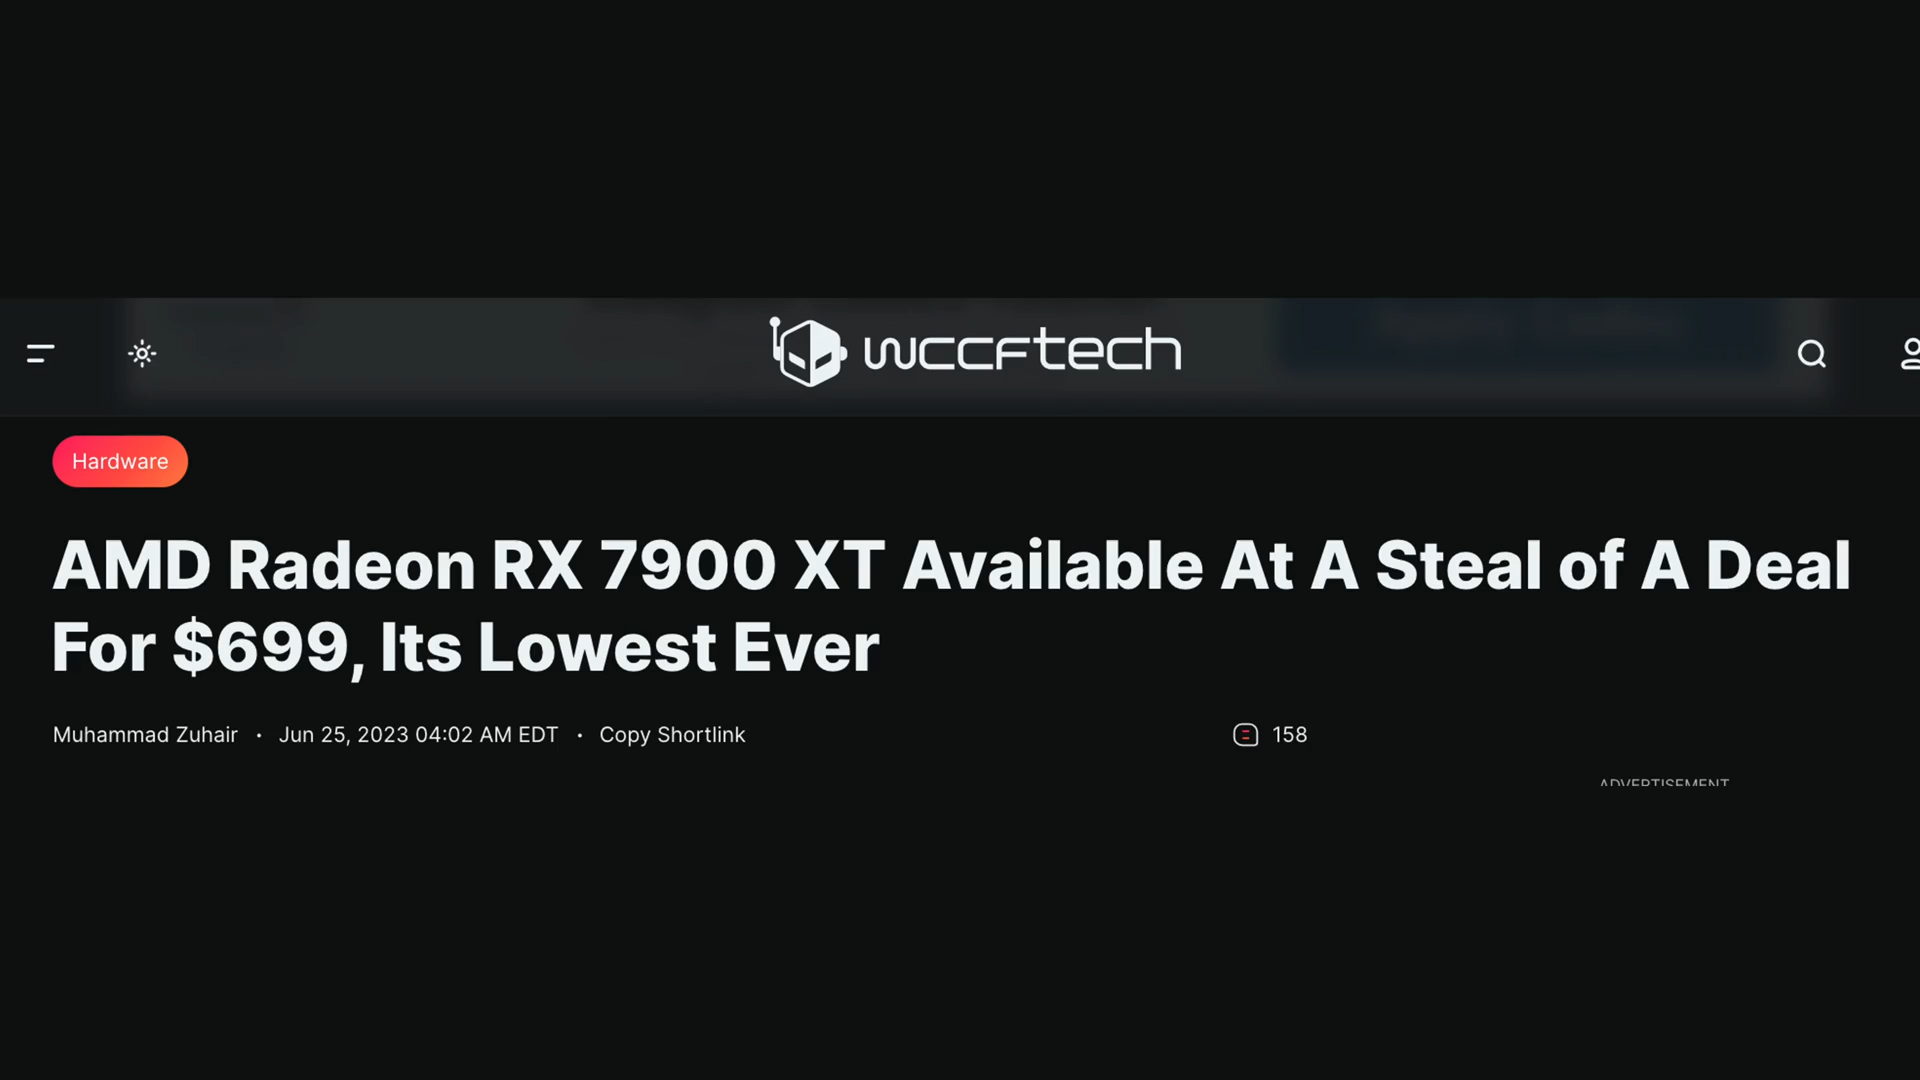 wccftech
Hardware
AMD Radeon RX 7900 XT Available At A Steal of A Deal
For $699, Its Lowest Ever
Muhammad Zuhair • Jun 25, 2023 04:02 AM EDT • Copy Shortlink
158
ADVERTISEMENT